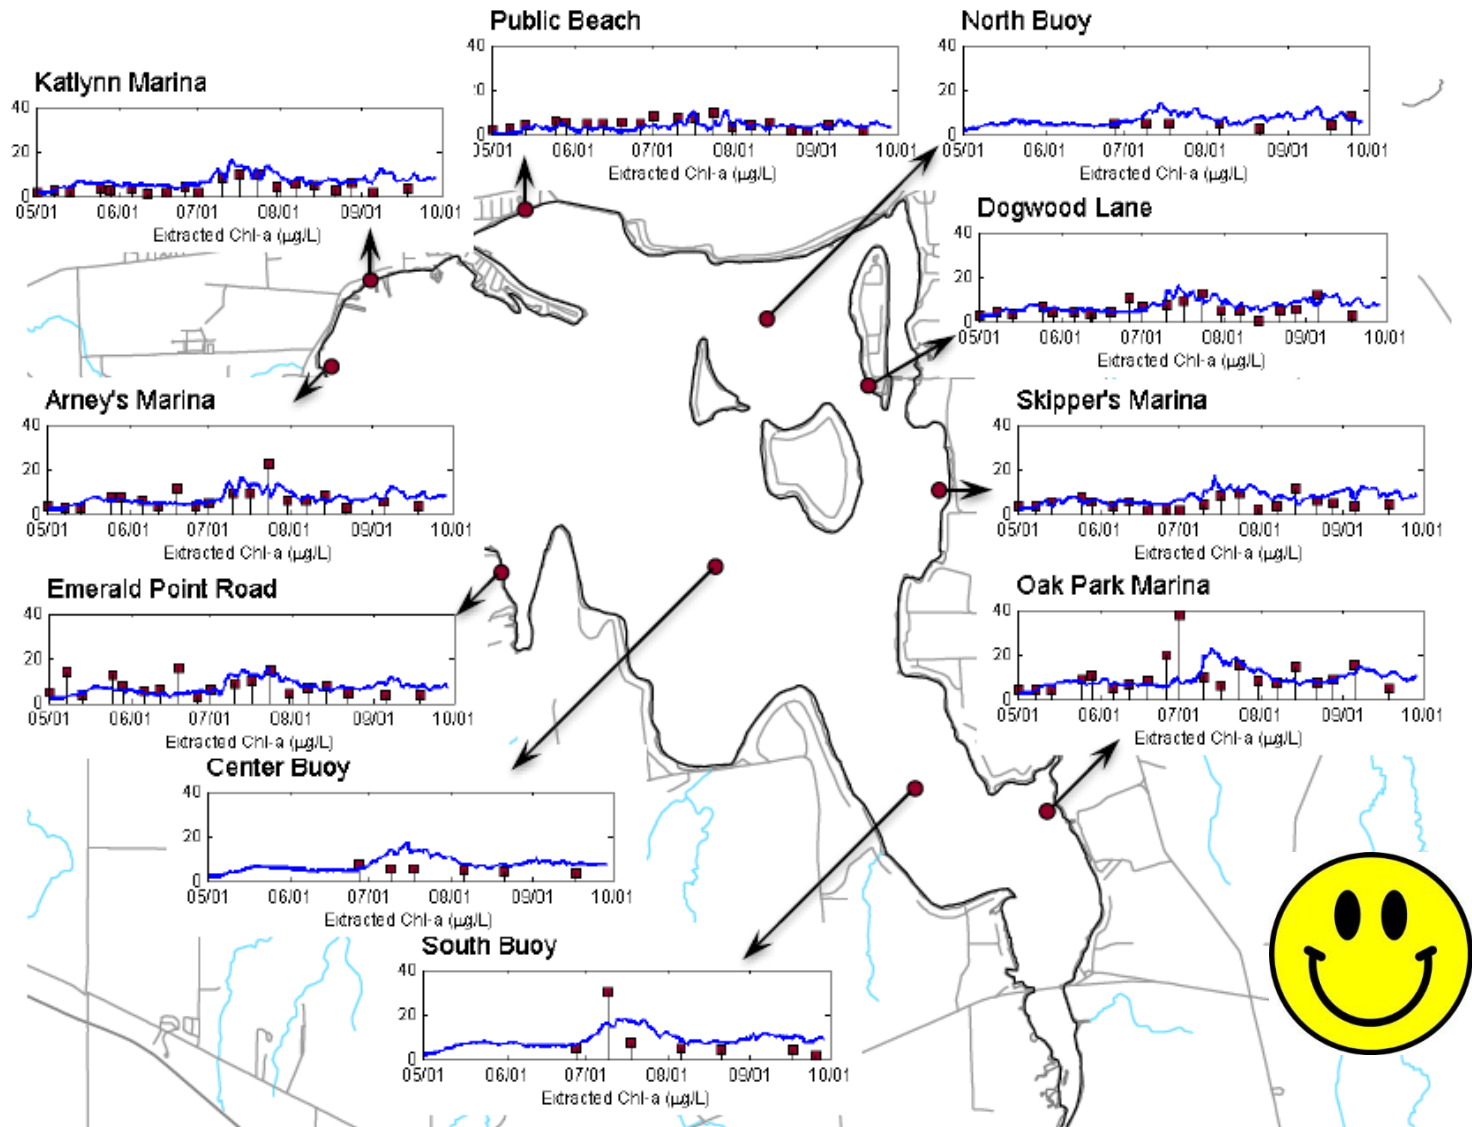 Public Beach
40
20
0
05/01 06/01 07/01 08/01 09/01 10/01
Extracted Chl-a (µg/L)
North Buoy
40
20
0
05/01 06/01 07/01 08/01 09/01 10/01
Extracted Chl-a (µg/L)
Katlynn Marina
40
20
0
05/01 06/01 07/01 08/01 09/01 10/01
Extracted Chl-a (µg/L)
Dogwood Lane
40
20
0
05/01 06/01 07/01 08/01 09/01 10/01
Extracted Chl-a (µg/L)
Arney's Marina
40
20
0
05/01 06/01 07/01 08/01 09/01 10/01
Extracted Chl-a (µg/L)
Skipper's Marina
40
20
0
05/01 06/01 07/01 08/01 09/01 10/01
Extracted Chl-a (µg/L)
Emerald Point Road
40
20
0
05/01 06/01 07/01 08/01 09/01 10/01
Extracted Chl-a (µg/L)
Oak Park Marina
40
20
0
05/01 06/01 07/01 08/01 09/01 10/01
Extracted Chl-a (µg/L)
Center Buoy
40
20
0
05/01 06/01 07/01 08/01 09/01 10/01
Extracted Chl-a (µg/L)
South Buoy
40
20
0
05/01 06/01 07/01 08/01 09/01 10/01
Extracted Chl-a (µg/L)